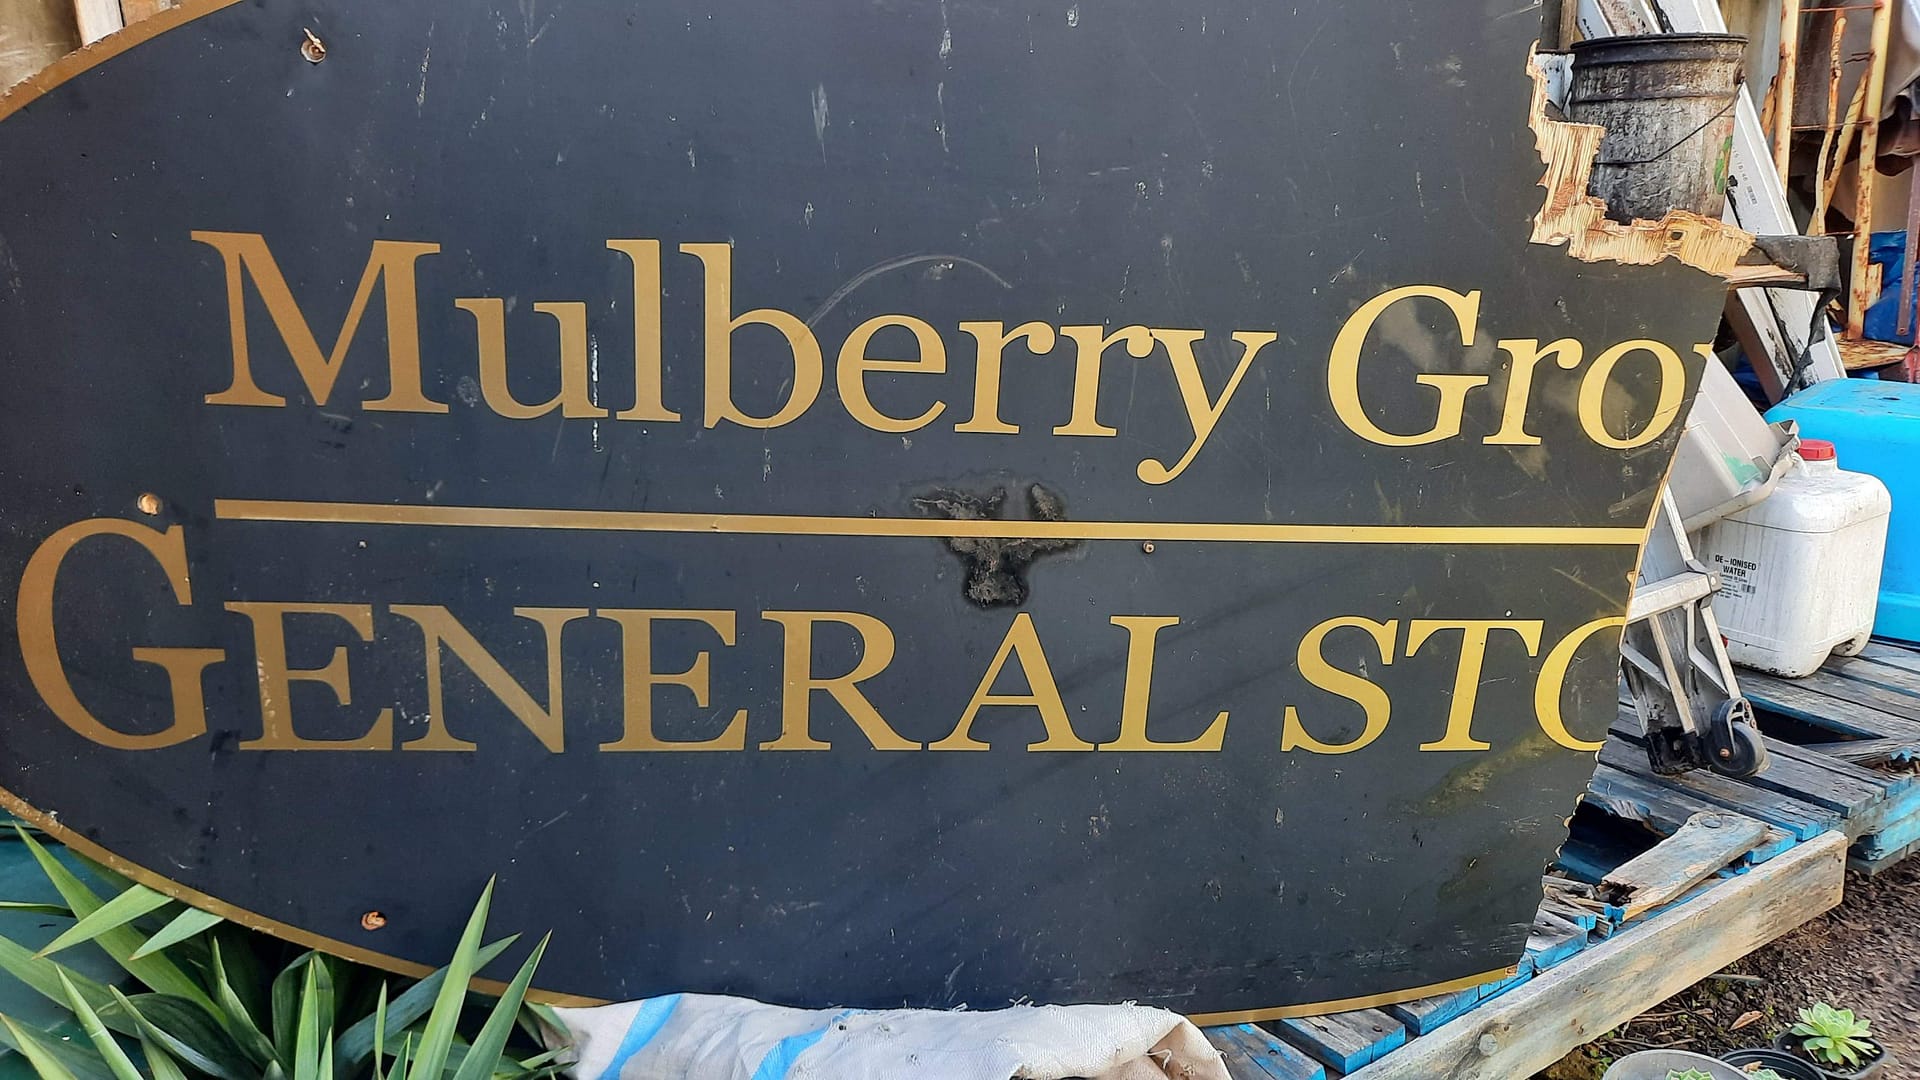 Mulberry Gro
GENERAL STO
DE-IONISED
WATER